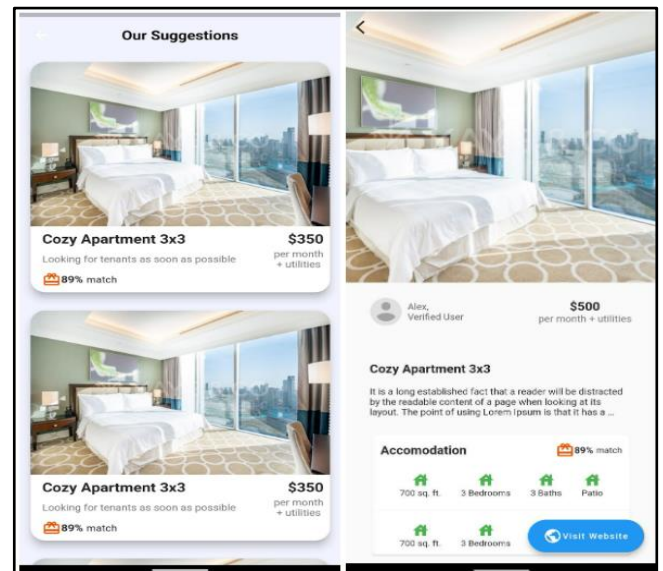 Our Suggestions
Cozy Apartment 3x3 $350
Looking for tenants as soon as possible per month
+ utilities
89% match
Cozy Apartment 3x3 $350
Looking for tenants as soon as possible per month
+ utilities
89% match
Alex,
Verified User
$500
per month + utilities
Cozy Apartment 3x3
It is a long established fact that a reader will be distracted
by the readable content of a page when looking at its
layout. The point of using Lorem Ipsum is that it has a ...
Accomodation 89% match
700 sq. ft. 3 Bedrooms 3 Baths Patio
700 sq. ft. 3 Bedrooms
Visit Website